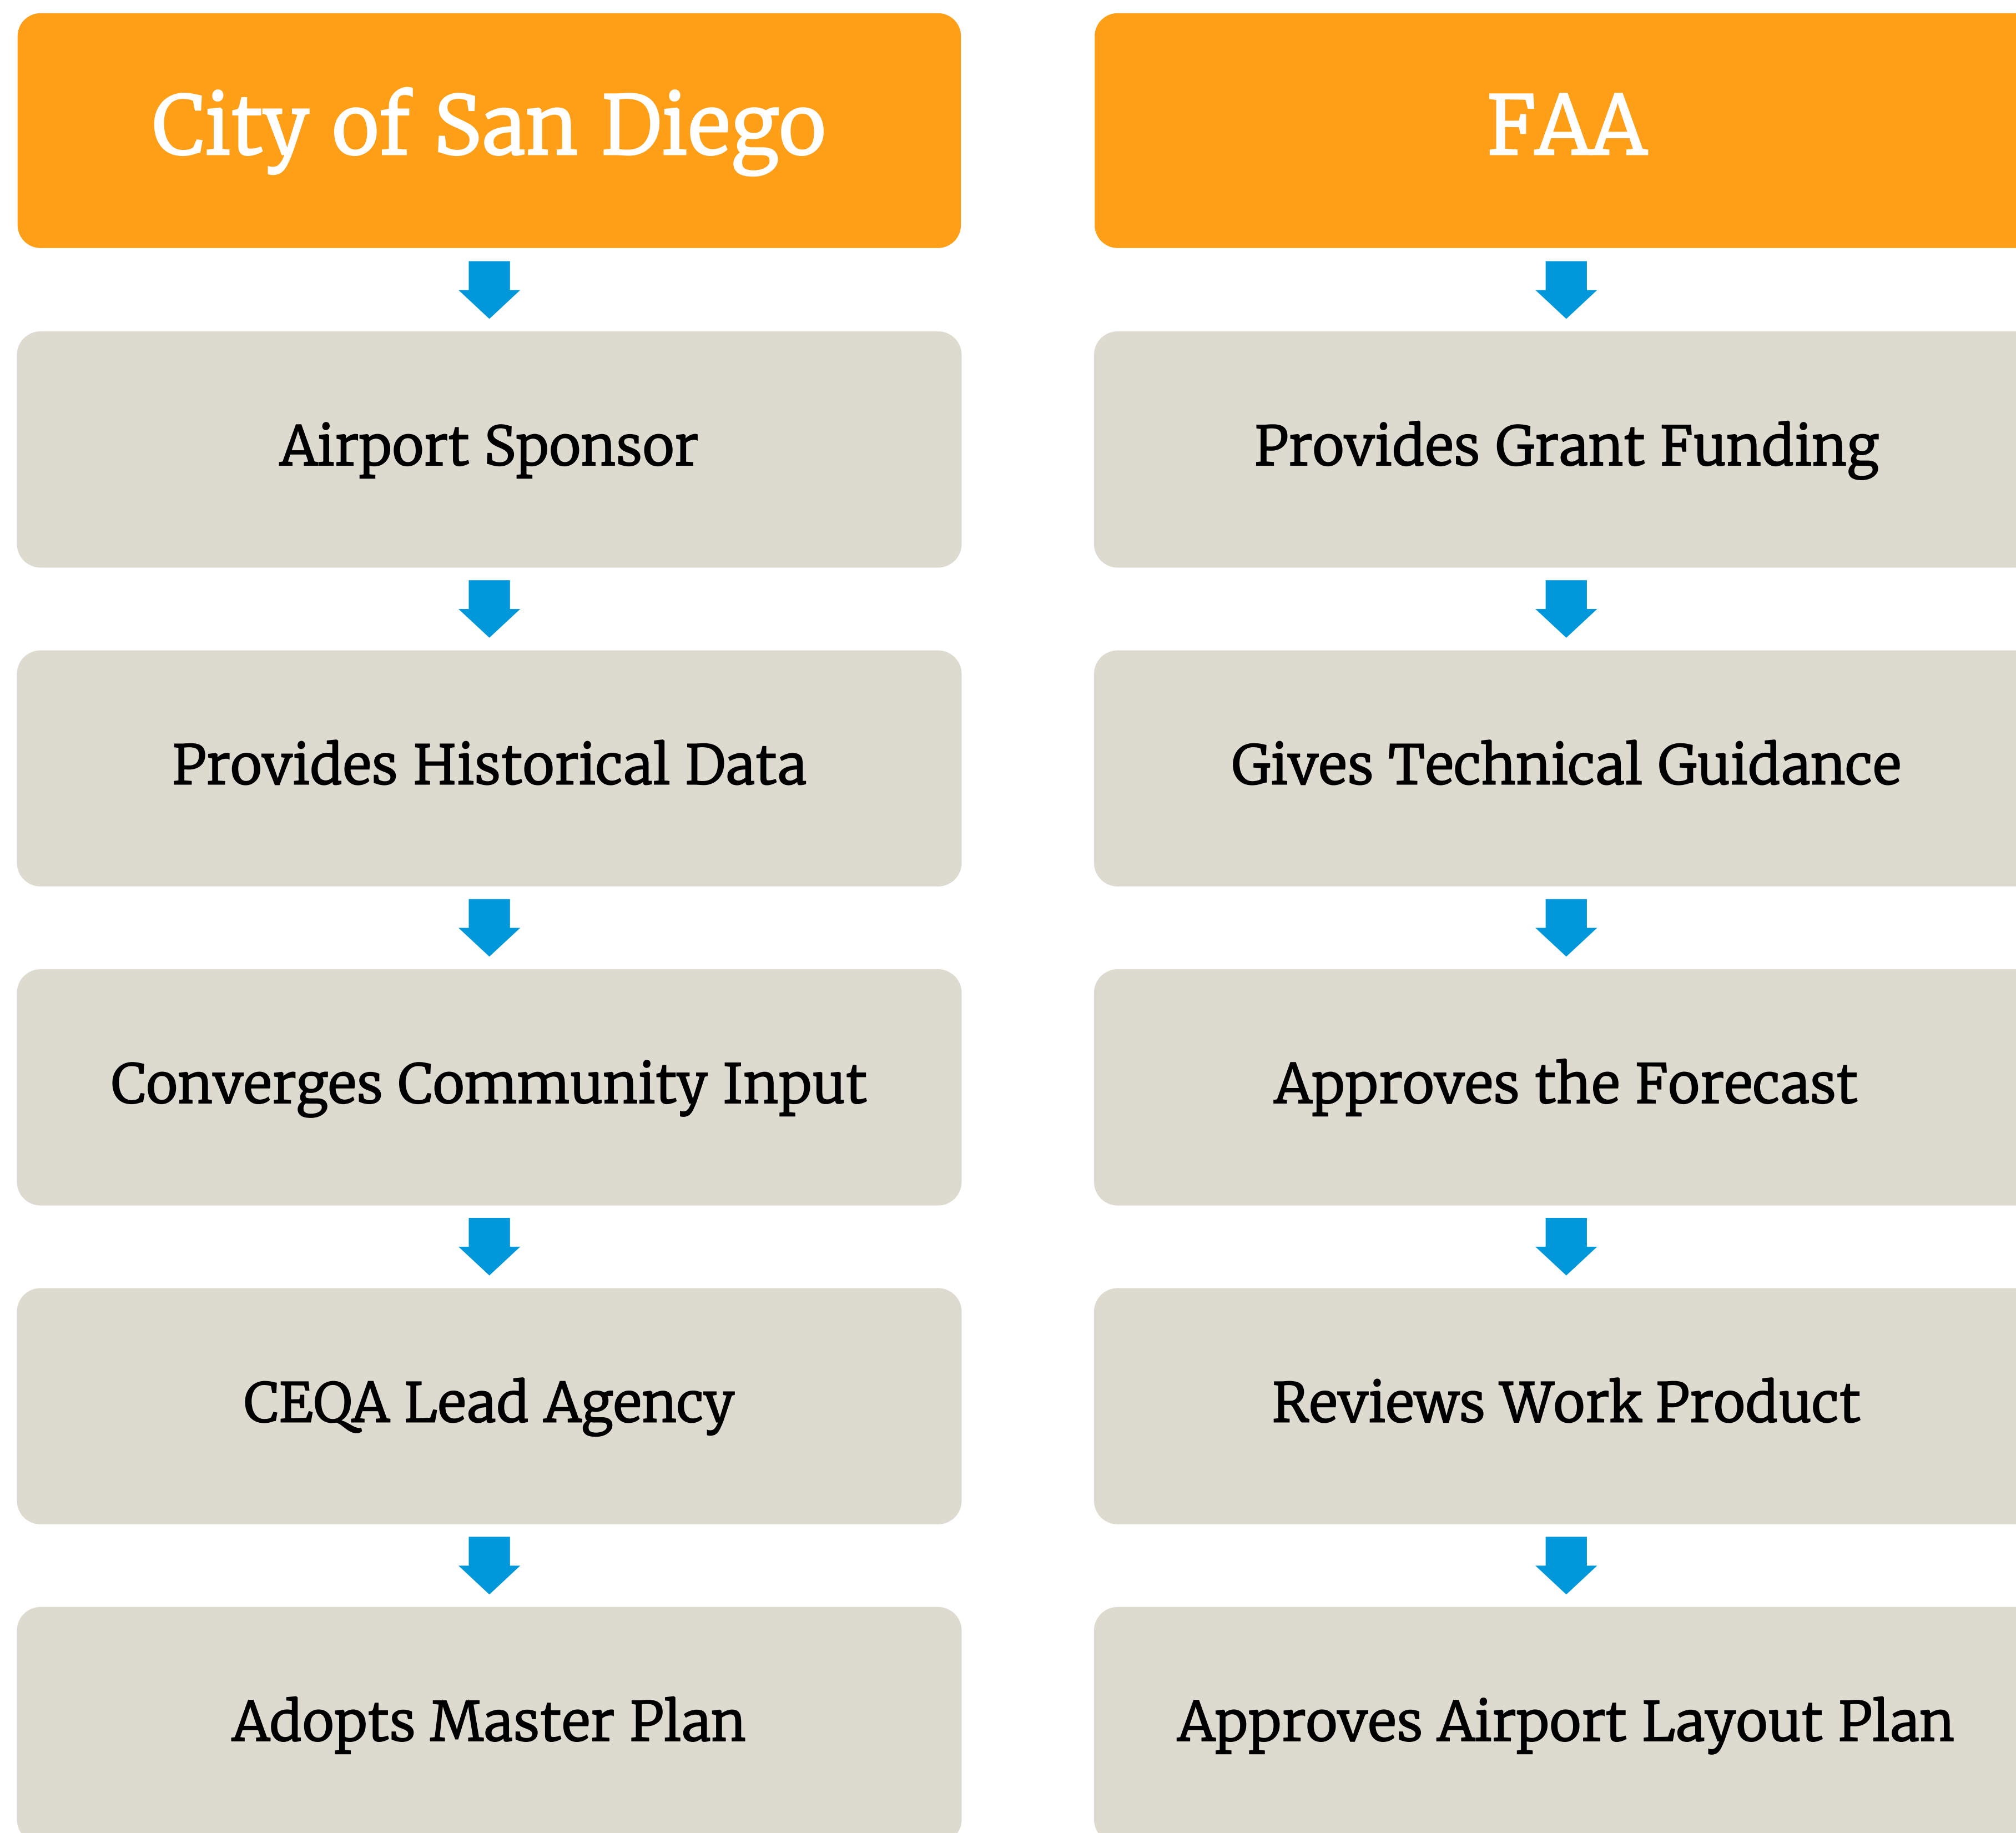 City of San Diego
Airport Sponsor
Provides Historical Data
Converges Community Input
CEQA Lead Agency
Adopts Master Plan
FAA
Provides Grant Funding
Gives Technical Guidance
Approves the Forecast
Reviews Work Product
Approves Airport Layout Plan